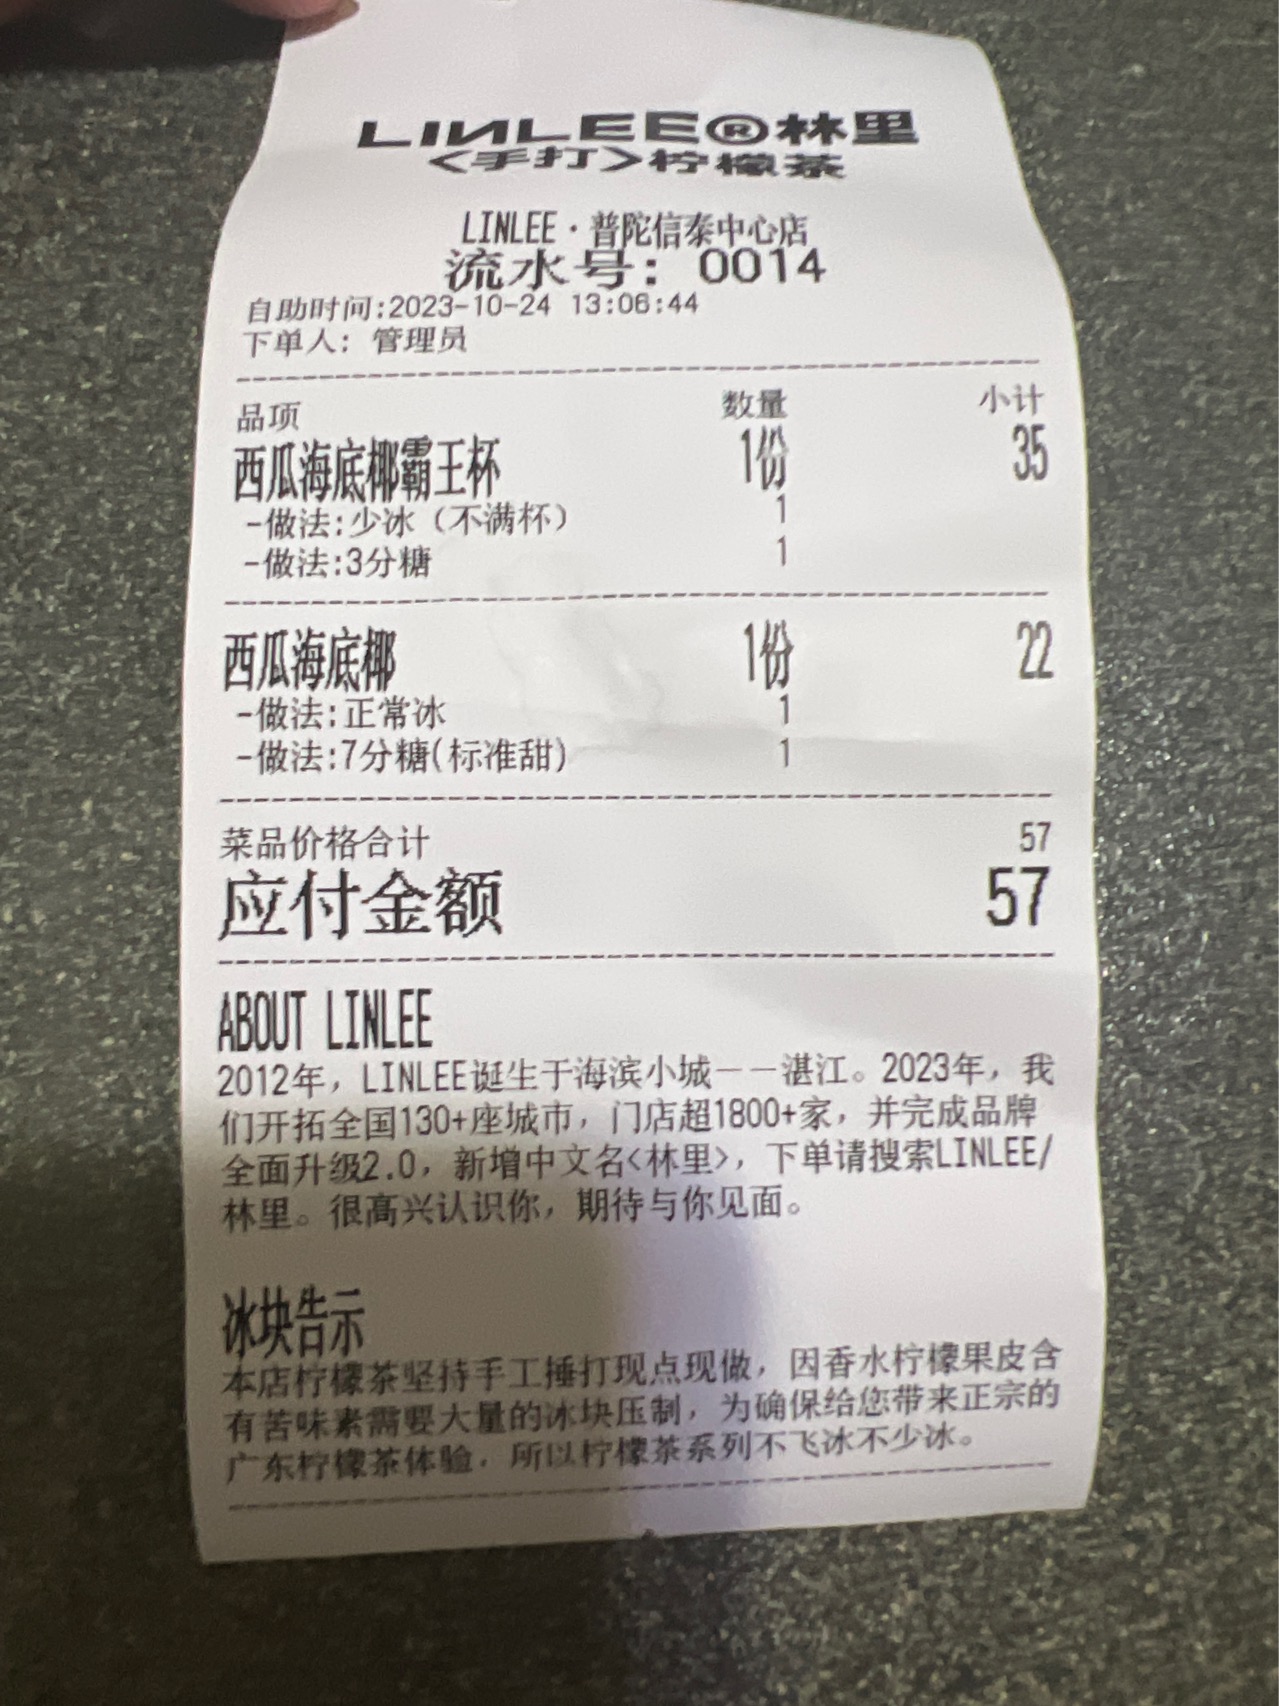 LINLEE®林里
<手打>柠檬茶
LINLEE·普陀信泰中心店
流水号：0014
自助时间:2023-10-24 13:06:44
下单人：管理员
品项 数量 小计
西瓜海底椰霸王杯 1份 35
-做法:少冰（不满杯） 1
-做法:3分糖 1
西瓜海底椰 1份 22
-做法:正常冰 1
-做法:7分糖(标准甜) 1
菜品价格合计 57
应付金额 57
ABOUT LINLEE
2012年，LINLEE诞生于海滨小城——湛江。2023年，我
们开拓全国130+座城市，门店超1800+家，并完成品牌
全面升级2.0，新增中文名<林里>，下单请搜索LINLEE/
林里。很高兴认识你，期待与你见面。
冰块告示
本店柠檬茶坚持手工捶打现点现做，因香水柠檬果皮含
有苦味素需要大量的冰块压制，为确保给您带来正宗的
广东柠檬茶体验，所以柠檬茶系列不飞冰不少冰。